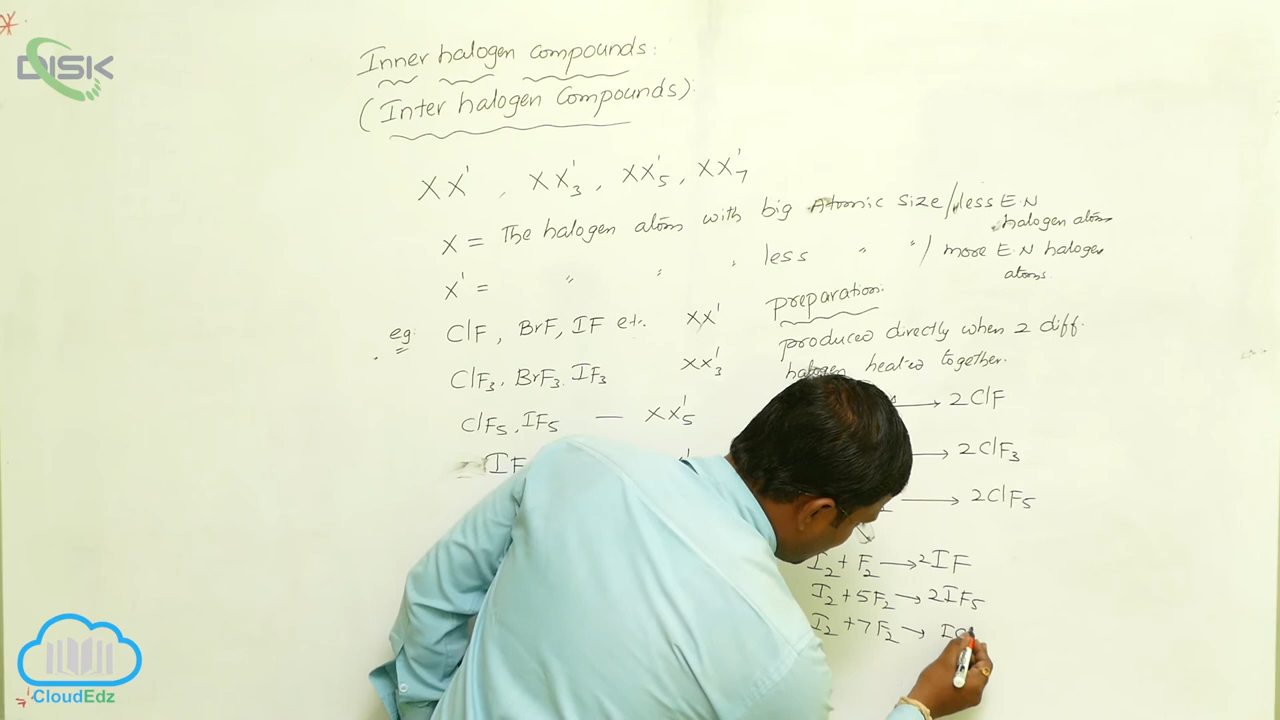 DISK
Inner halogen compounds:
(Inter halogen Compounds):
XX', XX'3, XX'5, XX'7
X = The halogen atom with big Atomic size/less E.N
halogen atom
X' = " " " less " "/more E.N halogen
atoms.
eg: ClF, BrF, IF etc. XX'
ClF3, BrF3, IF3 XX'3
ClF5, IF5 — XX'5
IF
preparation:
produced directly when 2 diff.
halogen heated together.
→ 2ClF
→ 2ClF3
→ 2ClF5
I2 + F2 → 2IF
I2 + 5F2 → 2IF5
I2 + 7F2 → I
CloudEdz